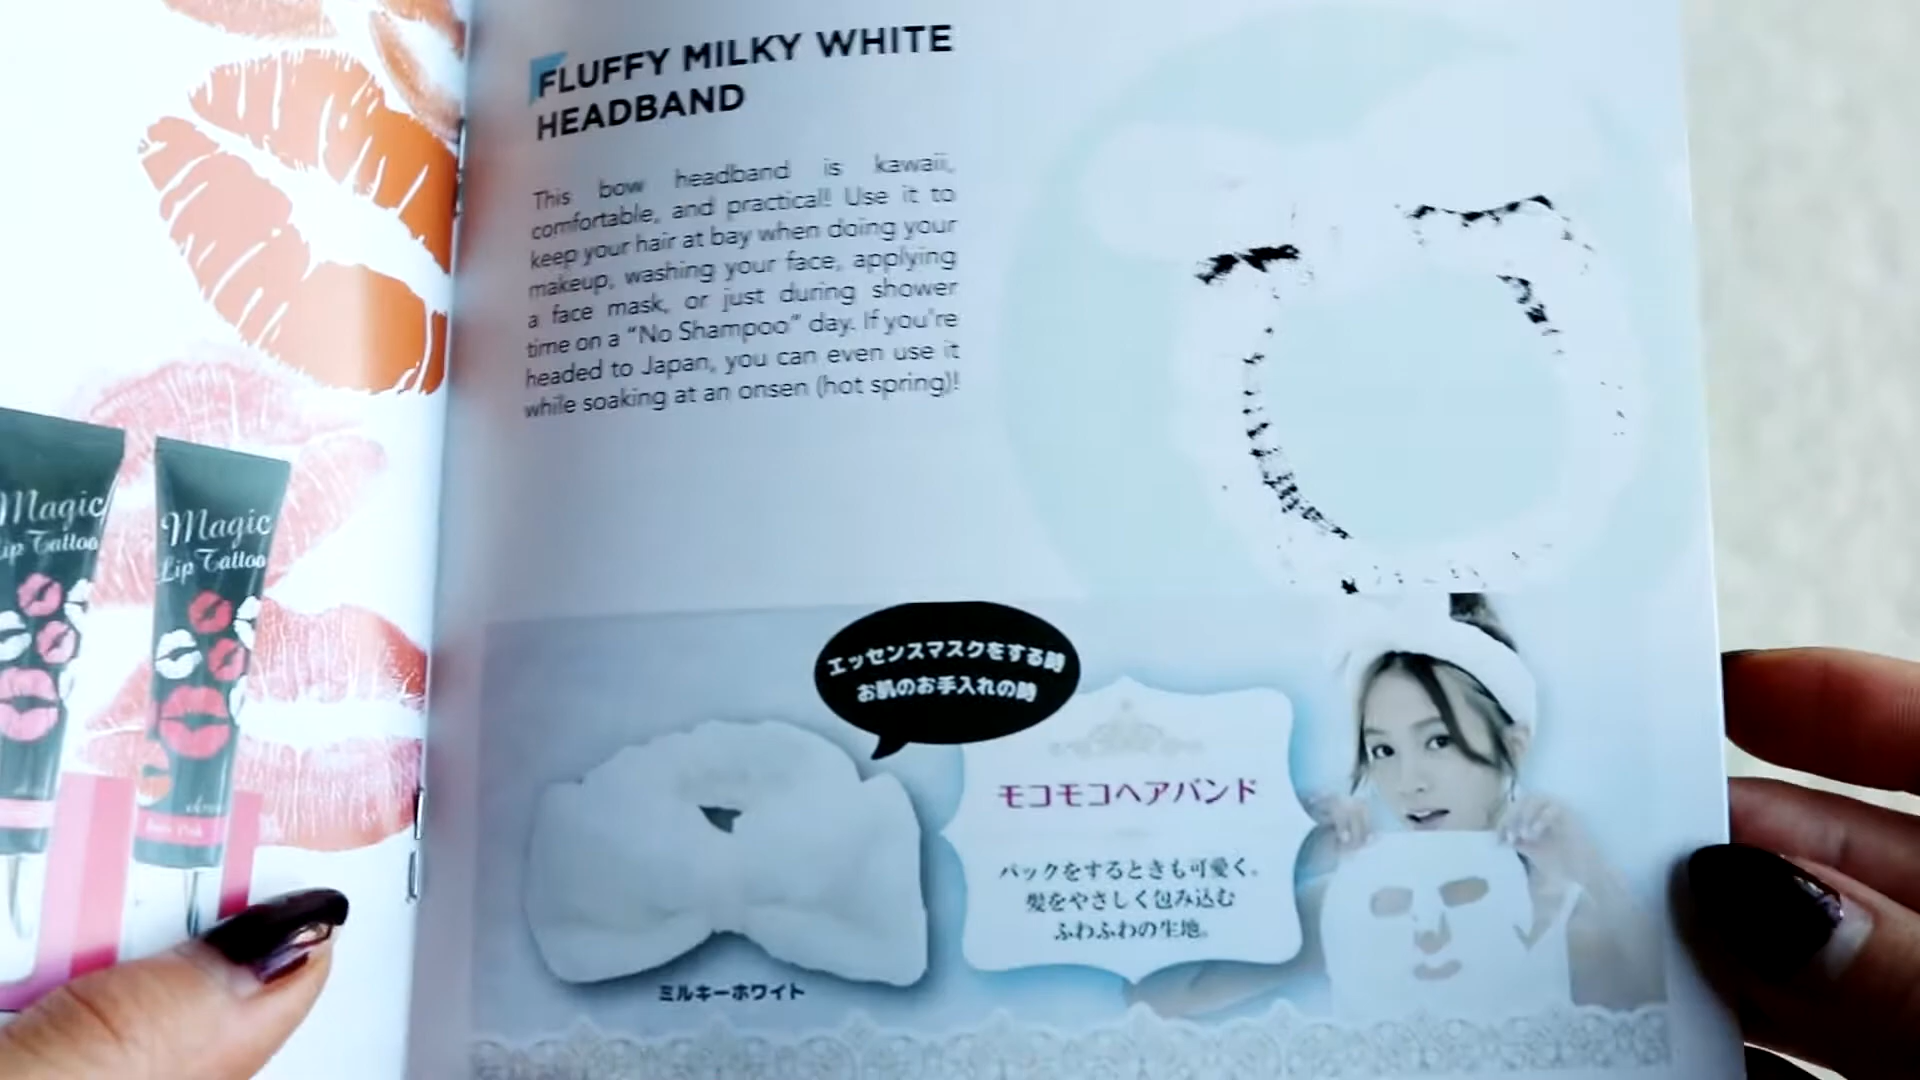 FLUFFY MILKY WHITE
HEADBAND
This bow headband is kawaii,
comfortable, and practical! Use it to
keep your hair at bay when doing your
makeup, washing your face, applying
a face mask, or just during shower
time on a "No Shampoo" day. If you're
headed to Japan, you can even use it
while soaking at an onsen (hot spring)!
Magic
Lip Tattoo
Magic
Lip Tattoo
エッセンスマスクをする時
お肌のお手入れの時
モコモコヘアバンド
パックをするときも可愛く。
髪をやさしく包み込む
ふわふわの生地。
ミルキーホワイト